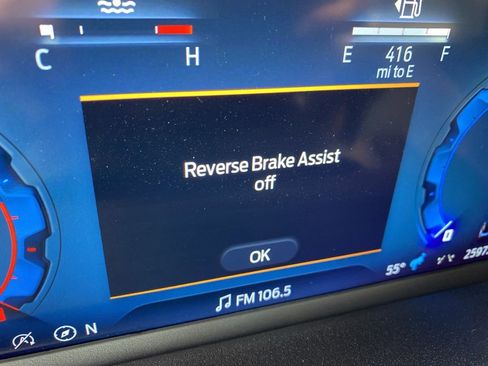 C H E 416 F
mi to E
Reverse Brake Assist
off
OK
55°
FM 106.5
N